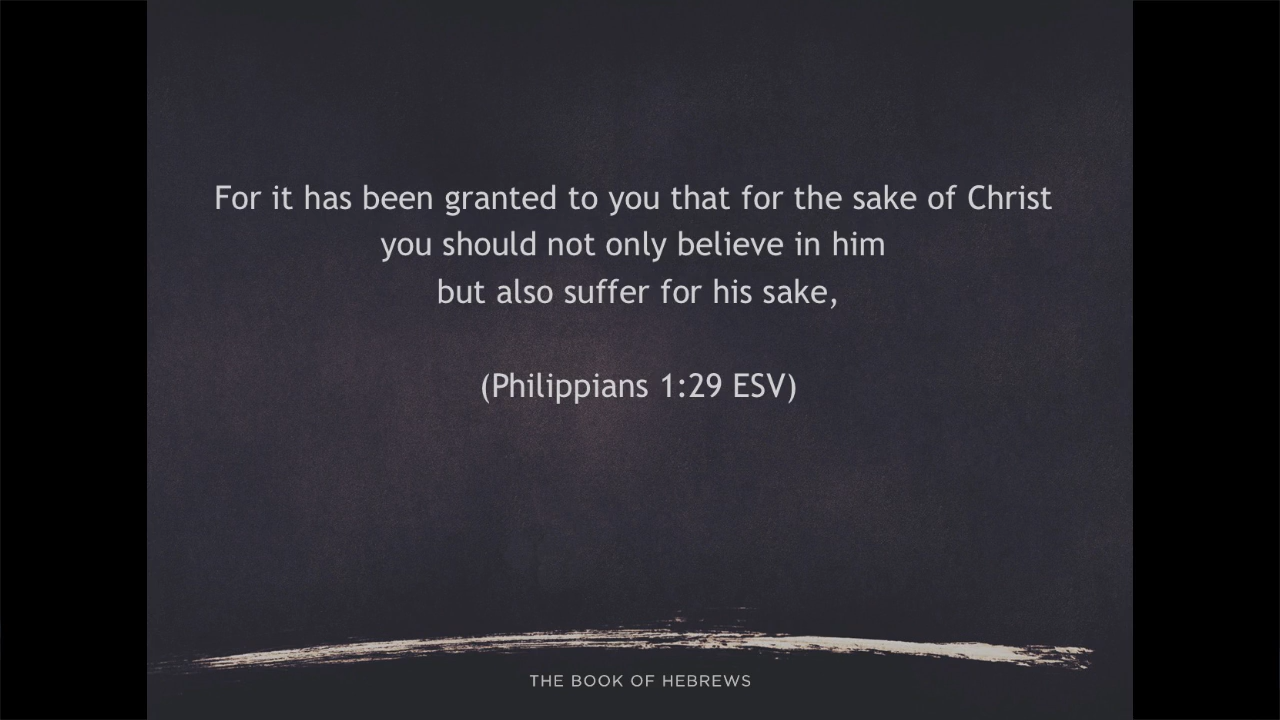 For it has been granted to you that for the sake of Christ
you should not only believe in him
but also suffer for his sake,
(Philippians 1:29 ESV)
THE BOOK OF HEBREWS